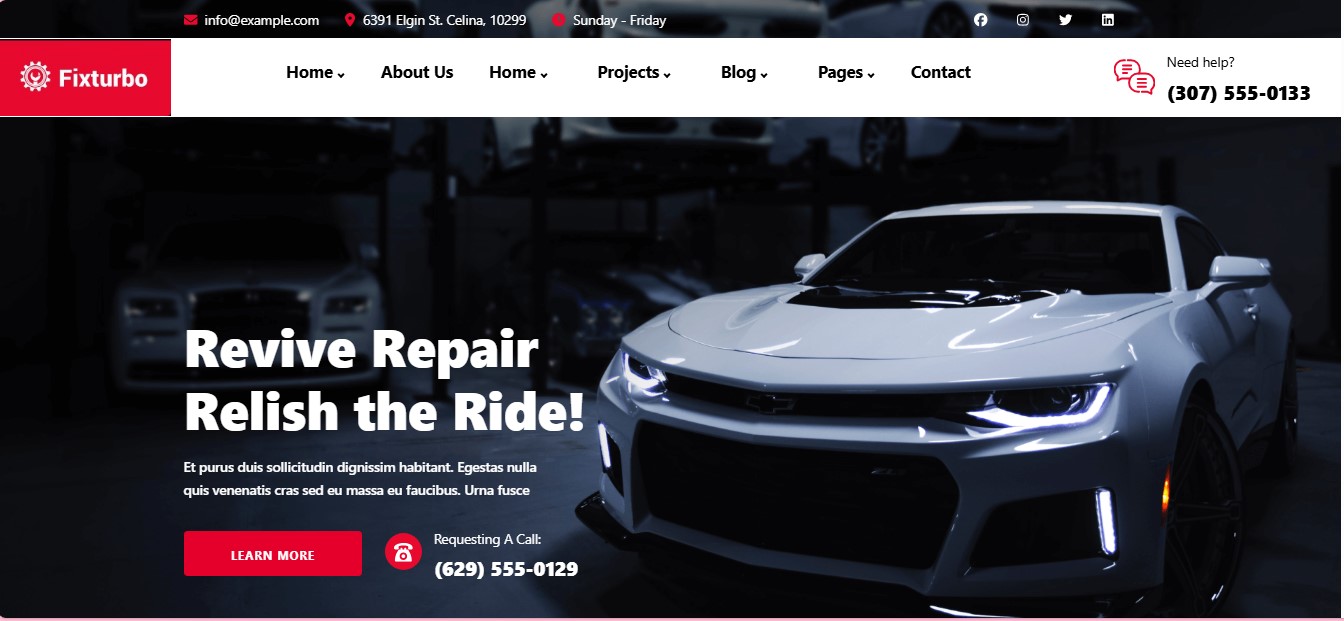 info@example.com 6391 Elgin St. Celina, 10299 Sunday - Friday
Fixturbo
Home About Us Home Projects Blog Pages Contact
Need help?
(307) 555-0133
Revive Repair
Relish the Ride!
Et purus duis sollicitudin dignissim habitant. Egestas nulla
quis venenatis cras sed eu massa eu faucibus. Urna fusce
LEARN MORE
Requesting A Call:
(629) 555-0129